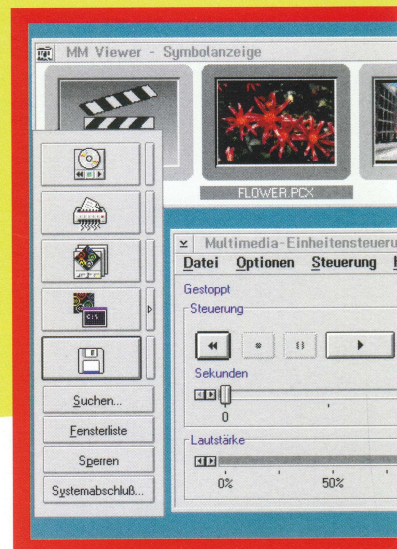 MM Viewer - Symbolanzeige
FLOWER.PCX
C:\
Suchen...
Fensterliste
Sperren
Systemabschluß...
Multimedia-Einheitensteueru
Datei Optionen Steuerung
Gestoppt
Steuerung
Sekunden
0
Lautstärke
0% 50%